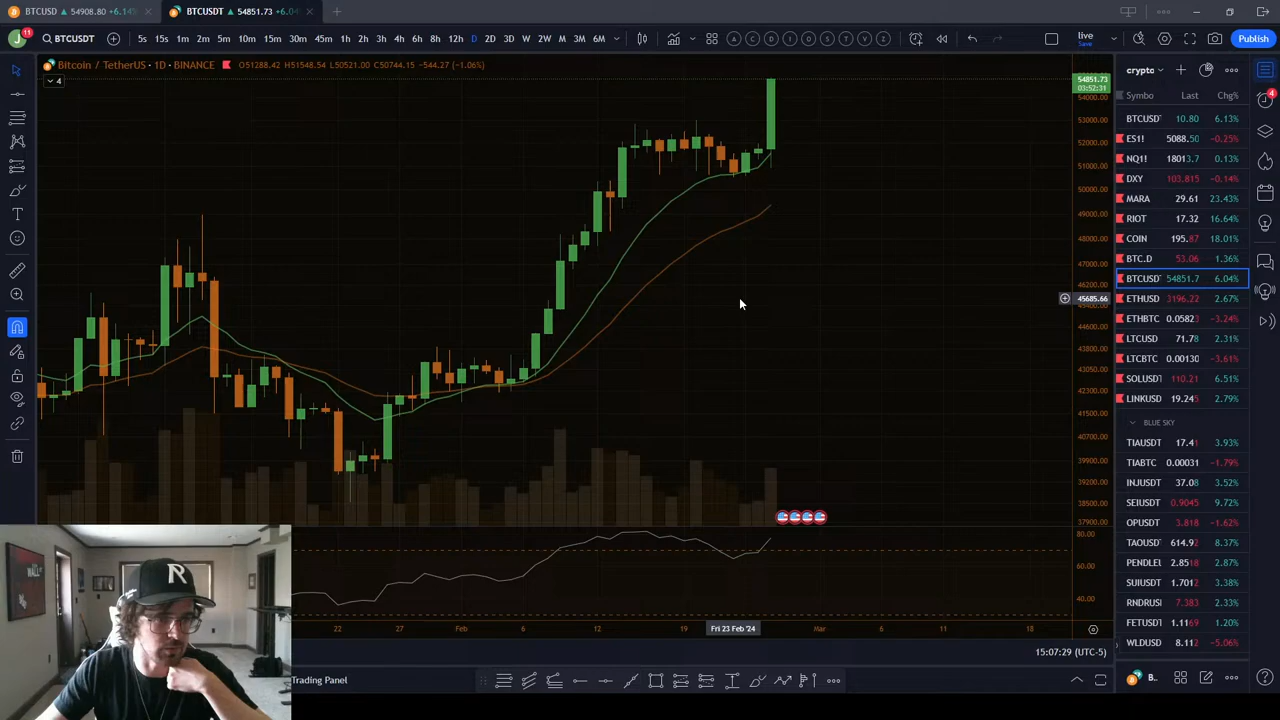 BTCUSD 54908.80 +6.14%
BTCUSDT 54851.73 +6.04%
11 BTCUSDT 5s 15s 1m 2m 5m 10m 15m 30m 45m 1h 2h 3h 4h 6h 8h 12h D 2D 3D W 2W M 3M 6M A C D I O S T V Z live Save Publish
Bitcoin / TetherUS · 1D · BINANCE O51288.42 H51548.54 L50521.00 C50744.15 -544.27 (-1.06%)
4
54851.73
03:52:31
54000.00
53000.00
52000.00
51000.00
50000.00
49000.00
48000.00
47000.00
46200.00
45685.66
44600.00
43800.00
43050.00
42300.00
41500.00
40700.00
39900.00
39200.00
38500.00
37900.00
80.00
60.00
40.00
22 27 Feb 6 12 19 Fri 23 Feb '24 Mar 6 11 18
15:07:29 (UTC-5)
Trading Panel
crypto
Symbo Last Chg%
BTCUSD 10.80 6.13%
ES1! 5088.50 -0.25%
NQ1! 18013.7 0.13%
DXY 103.815 -0.14%
MARA 29.61 23.43%
RIOT 17.32 16.64%
COIN 195.87 18.01%
BTC.D 53.06 1.36%
BTCUSD 54851.7 6.04%
ETHUSD 3196.22 2.67%
ETHBTC 0.05823 -3.24%
LTCUSD 71.78 2.31%
LTCBTC 0.00130 -3.61%
SOLUSDT 110.21 6.51%
LINKUSD 19.245 2.79%
BLUE SKY
TIAUSDT 17.41 3.93%
TIABTC 0.00031 -1.79%
INJUSDT 37.08 3.52%
SEIUSDT 0.9045 9.72%
OPUSDT 3.818 -1.62%
TAOUSDT 614.92 8.37%
PENDLEU 2.8518 2.87%
SUIUSDT 1.7012 3.38%
RNDRUSI 7.383 2.33%
FETUSDT 1.1169 1.20%
WLDUSD 8.112 -5.06%
B..
4
R